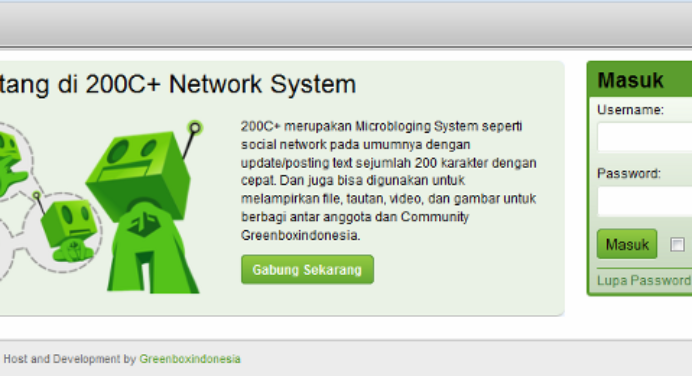 tang di 200C+ Network System
200C+ merupakan Microbloging System seperti
social network pada umumnya dengan
update/posting text sejumlah 200 karakter dengan
cepat. Dan juga bisa digunakan untuk
melampirkan file, tautan, video, dan gambar untuk
berbagi antar anggota dan Community
Greenboxindonesia.
Gabung Sekarang
Masuk
Username:
Password:
Masuk
Lupa Password
Host and Development by Greenboxindonesia